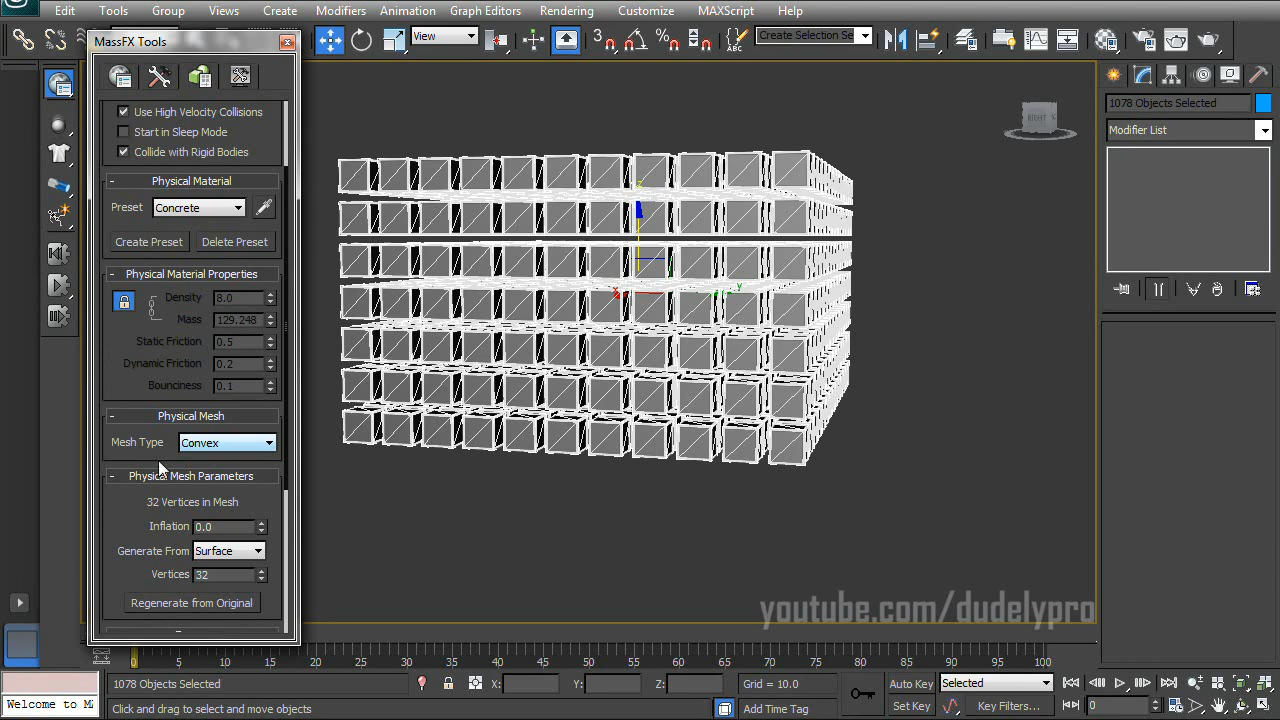 Edit Tools Group Views Create Modifiers Animation Graph Editors Rendering Customize MAXScript Help
MassFX Tools
View
Create Selection Se
Use High Velocity Collisions
Start in Sleep Mode
Collide with Rigid Bodies
Physical Material
Preset Concrete
Create Preset Delete Preset
Physical Material Properties
Density 8.0
Mass 129.248
Static Friction 0.5
Dynamic Friction 0.2
Bounciness 0.1
Physical Mesh
Mesh Type Convex
Physical Mesh Parameters
32 Vertices in Mesh
Inflation 0.0
Generate From Surface
Vertices 32
Regenerate from Original
1078 Objects Selected
Modifier List
RIGHT
Z
X Y
youtube.com/dudelypro
0 5 10 15 20 25 30 35 40 45 50 55 60 65 70 75 80 85 90 95 100
1078 Objects Selected X: Y: Z: Grid = 10.0 Auto Key Selected
Welcome to M Click and drag to select and move objects Add Time Tag Set Key Key Filters... 0